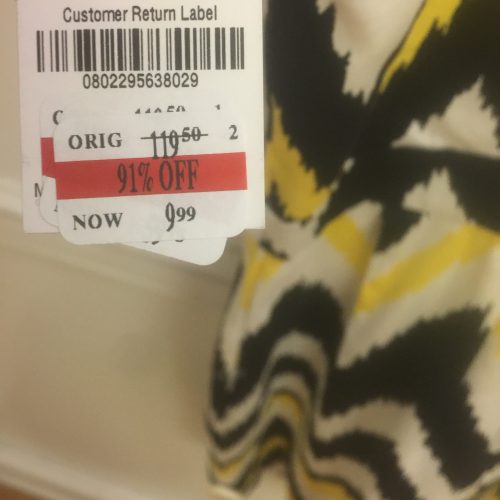 Customer Return Label
0802295638029
ORIG 119.50 2
91% OFF
NOW 9.99